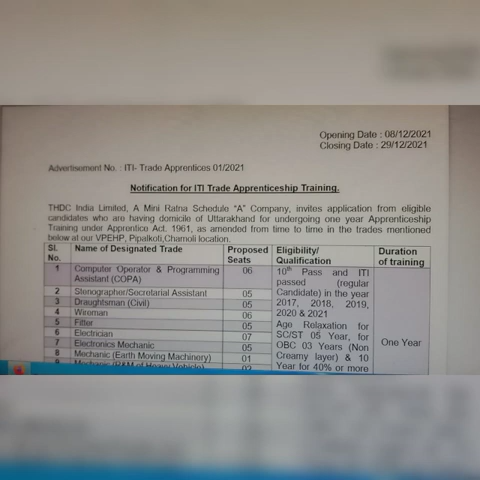 Opening Date : 08/12/2021
Closing Date : 29/12/2021
Advertisement No. : ITI- Trade Apprentices 01/2021
Notification for ITI Trade Apprenticeship Training.
THDC India Limited, A Mini Ratna Schedule "A" Company, invites application from eligible
candidates who are having domicile of Uttarakhand for undergoing one year Apprenticeship
Training under Apprentice Act. 1961, as amended from time to time in the trades mentioned
below at our VPEHP, Pipalkoti,Chamoli location.
Sl. No. Name of Designated Trade Proposed Seats Eligibility/ Qualification Duration of training
1 Computer Operator & Programming Assistant (COPA) 06
2 Stenographer/Secretarial Assistant 05
3 Draughtsman (Civil) 05
4 Wireman 06
5 Fitter 05
6 Electrician 07
7 Electronics Mechanic 05
8 Mechanic (Earth Moving Machinery) 01
9 Mechanic (R&M of Heavy Vehicle) 03
10th Pass and ITI
passed (regular
Candidate) in the year
2017, 2018, 2019,
2020 & 2021
Age Relaxation for
SC/ST 05 Year, for
OBC 03 Years (Non
Creamy layer) & 10
Year for 40% or more
One Year